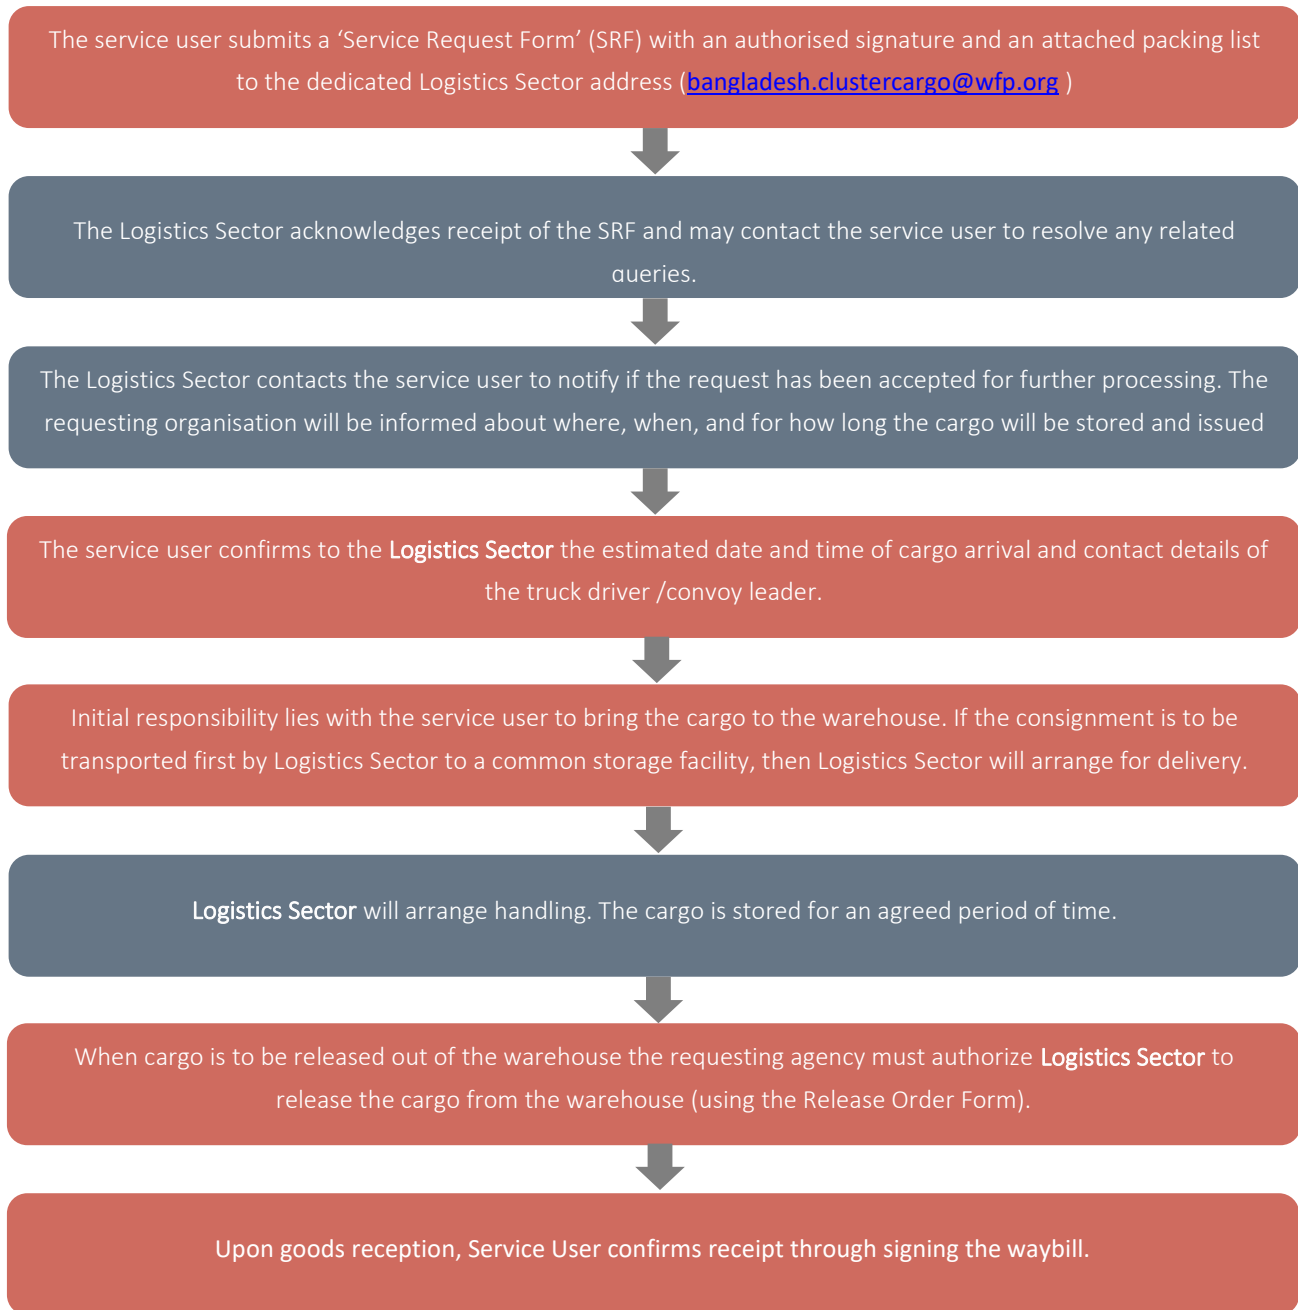 The service user submits a ‘Service Request Form’ (SRF) with an authorised signature and an attached packing list
to the dedicated Logistics Sector address (bangladesh.clustercargo@wfp.org )
The Logistics Sector acknowledges receipt of the SRF and may contact the service user to resolve any related
queries.
The Logistics Sector contacts the service user to notify if the request has been accepted for further processing. The
requesting organisation will be informed about where, when, and for how long the cargo will be stored and issued
The service user confirms to the Logistics Sector the estimated date and time of cargo arrival and contact details of
the truck driver /convoy leader.
Initial responsibility lies with the service user to bring the cargo to the warehouse. If the consignment is to be
transported first by Logistics Sector to a common storage facility, then Logistics Sector will arrange for delivery.
Logistics Sector will arrange handling. The cargo is stored for an agreed period of time.
When cargo is to be released out of the warehouse the requesting agency must authorize Logistics Sector to
release the cargo from the warehouse (using the Release Order Form).
Upon goods reception, Service User confirms receipt through signing the waybill.